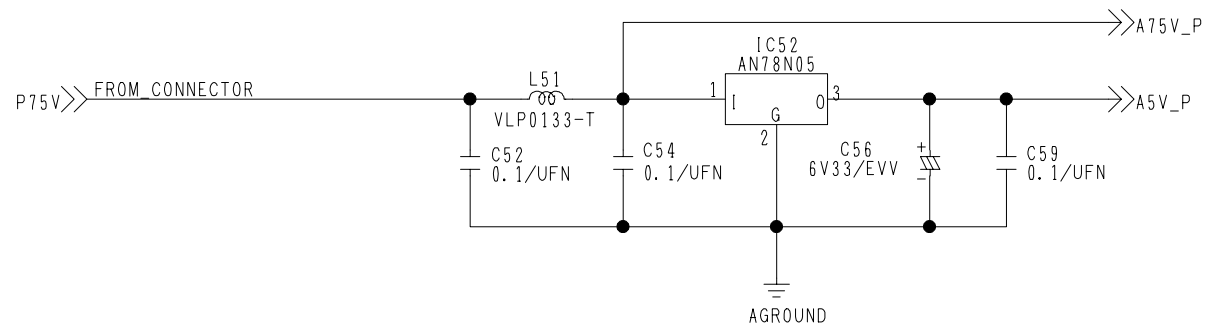 A75V_P
IC52
AN78N05
P75V
FROM_CONNECTOR
L51
VLP0133-T
1
I
O
3
G
2
A5V_P
C52
0.1/UFN
C54
0.1/UFN
C56
6V33/EVV
+
-
C59
0.1/UFN
AGROUND